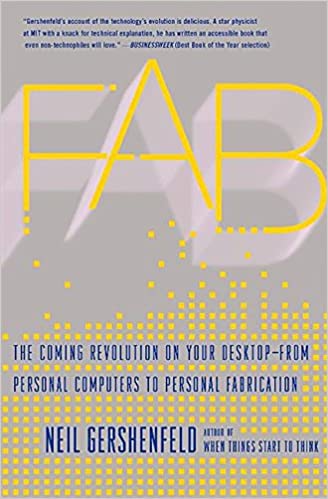 "Gershenfeld's account of the technology's evolution is delicious. A star physicist
at MIT with a knack for technical explanation, he has written an accessible book that
even non-technophiles will love." —BUSINESSWEEK (Best Book of the Year selection)
FAB
THE COMING REVOLUTION ON YOUR DESKTOP—FROM
PERSONAL COMPUTERS TO PERSONAL FABRICATION
NEIL GERSHENFELD AUTHOR OF
WHEN THINGS START TO THINK